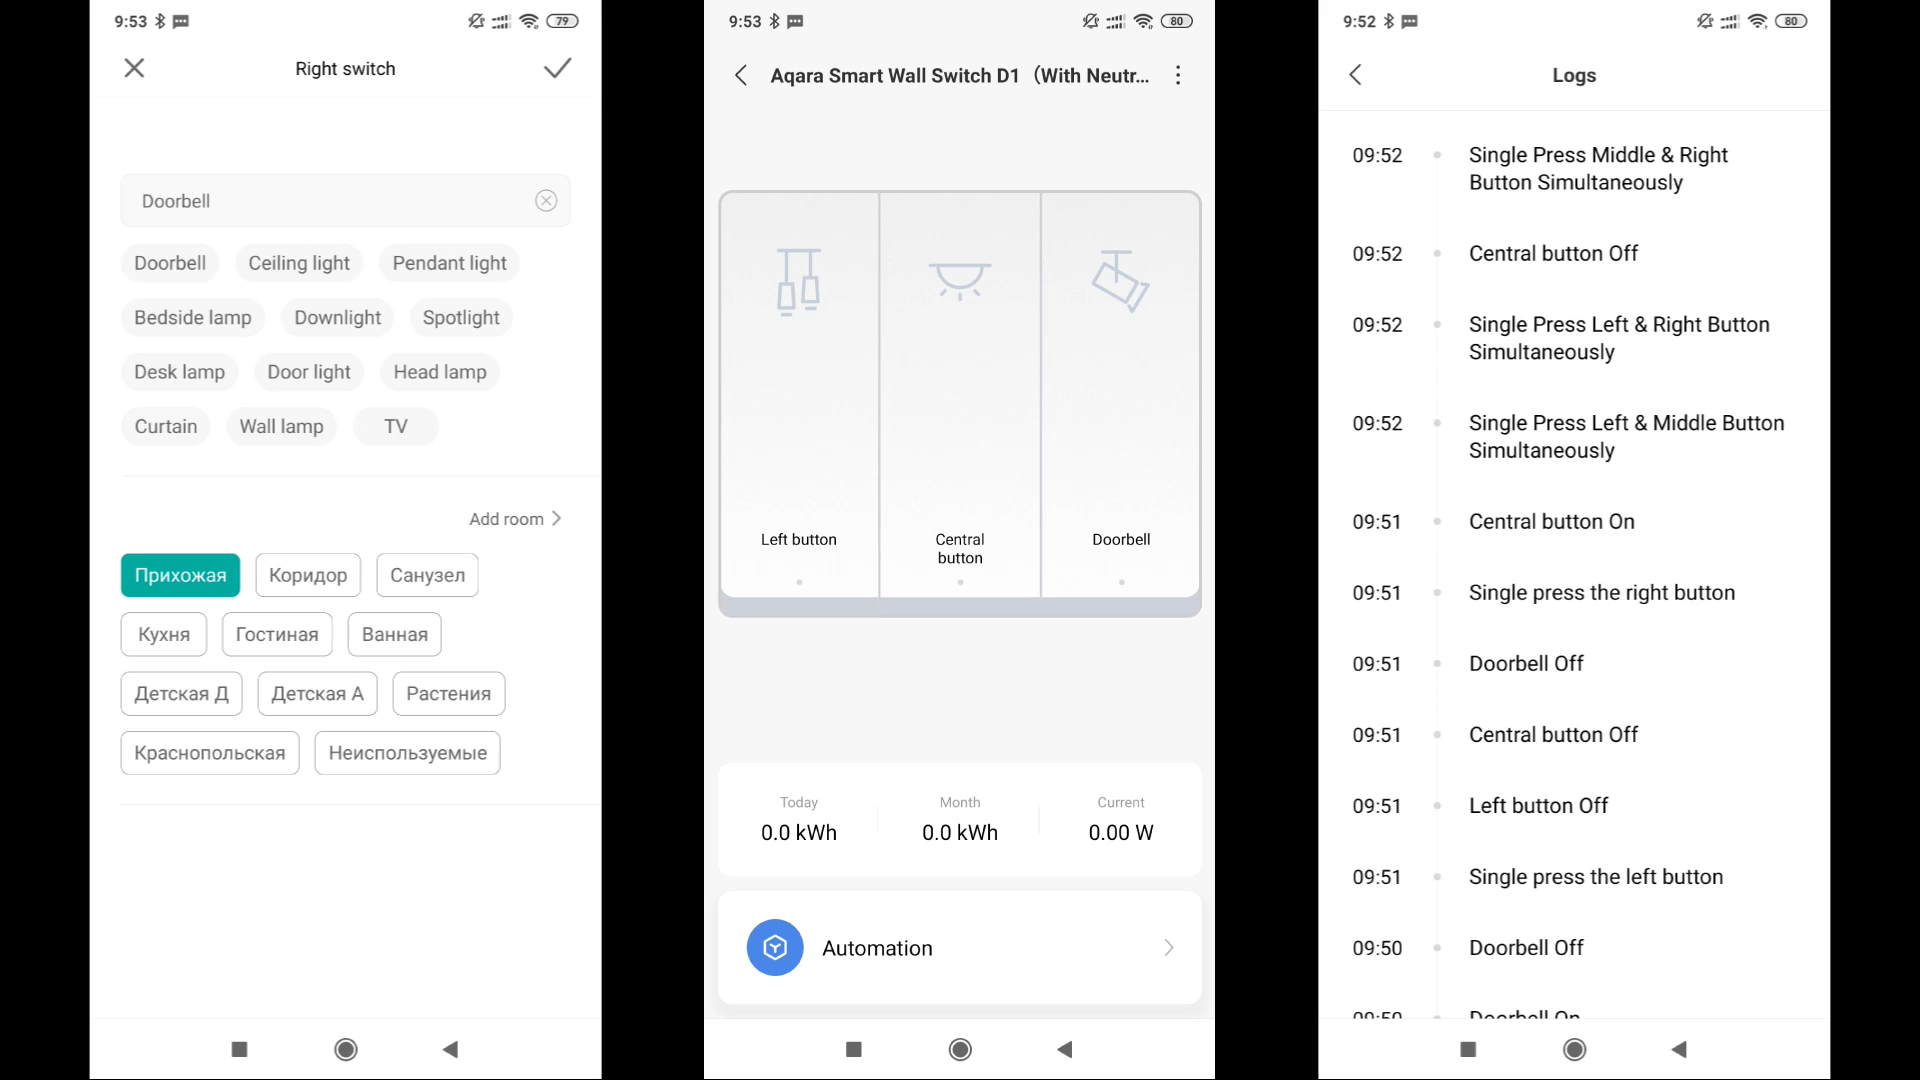 9:53
79
Right switch
Doorbell
Doorbell
Ceiling light
Pendant light
Bedside lamp
Downlight
Spotlight
Desk lamp
Door light
Head lamp
Curtain
Wall lamp
TV
Add room
Прихожая
Коридор
Санузел
Кухня
Гостиная
Ванная
Детская Д
Детская А
Растения
Краснопольская
Неиспользуемые
9:53
80
Aqara Smart Wall Switch D1（With Neutr...
Left button
Central
button
Doorbell
Today
0.0 kWh
Month
0.0 kWh
Current
0.00 W
Automation
9:52
80
Logs
09:52
Single Press Middle & Right
Button Simultaneously
09:52
Central button Off
09:52
Single Press Left & Right Button
Simultaneously
09:52
Single Press Left & Middle Button
Simultaneously
09:51
Central button On
09:51
Single press the right button
09:51
Doorbell Off
09:51
Central button Off
09:51
Left button Off
09:51
Single press the left button
09:50
Doorbell Off
09:50
Doorbell On